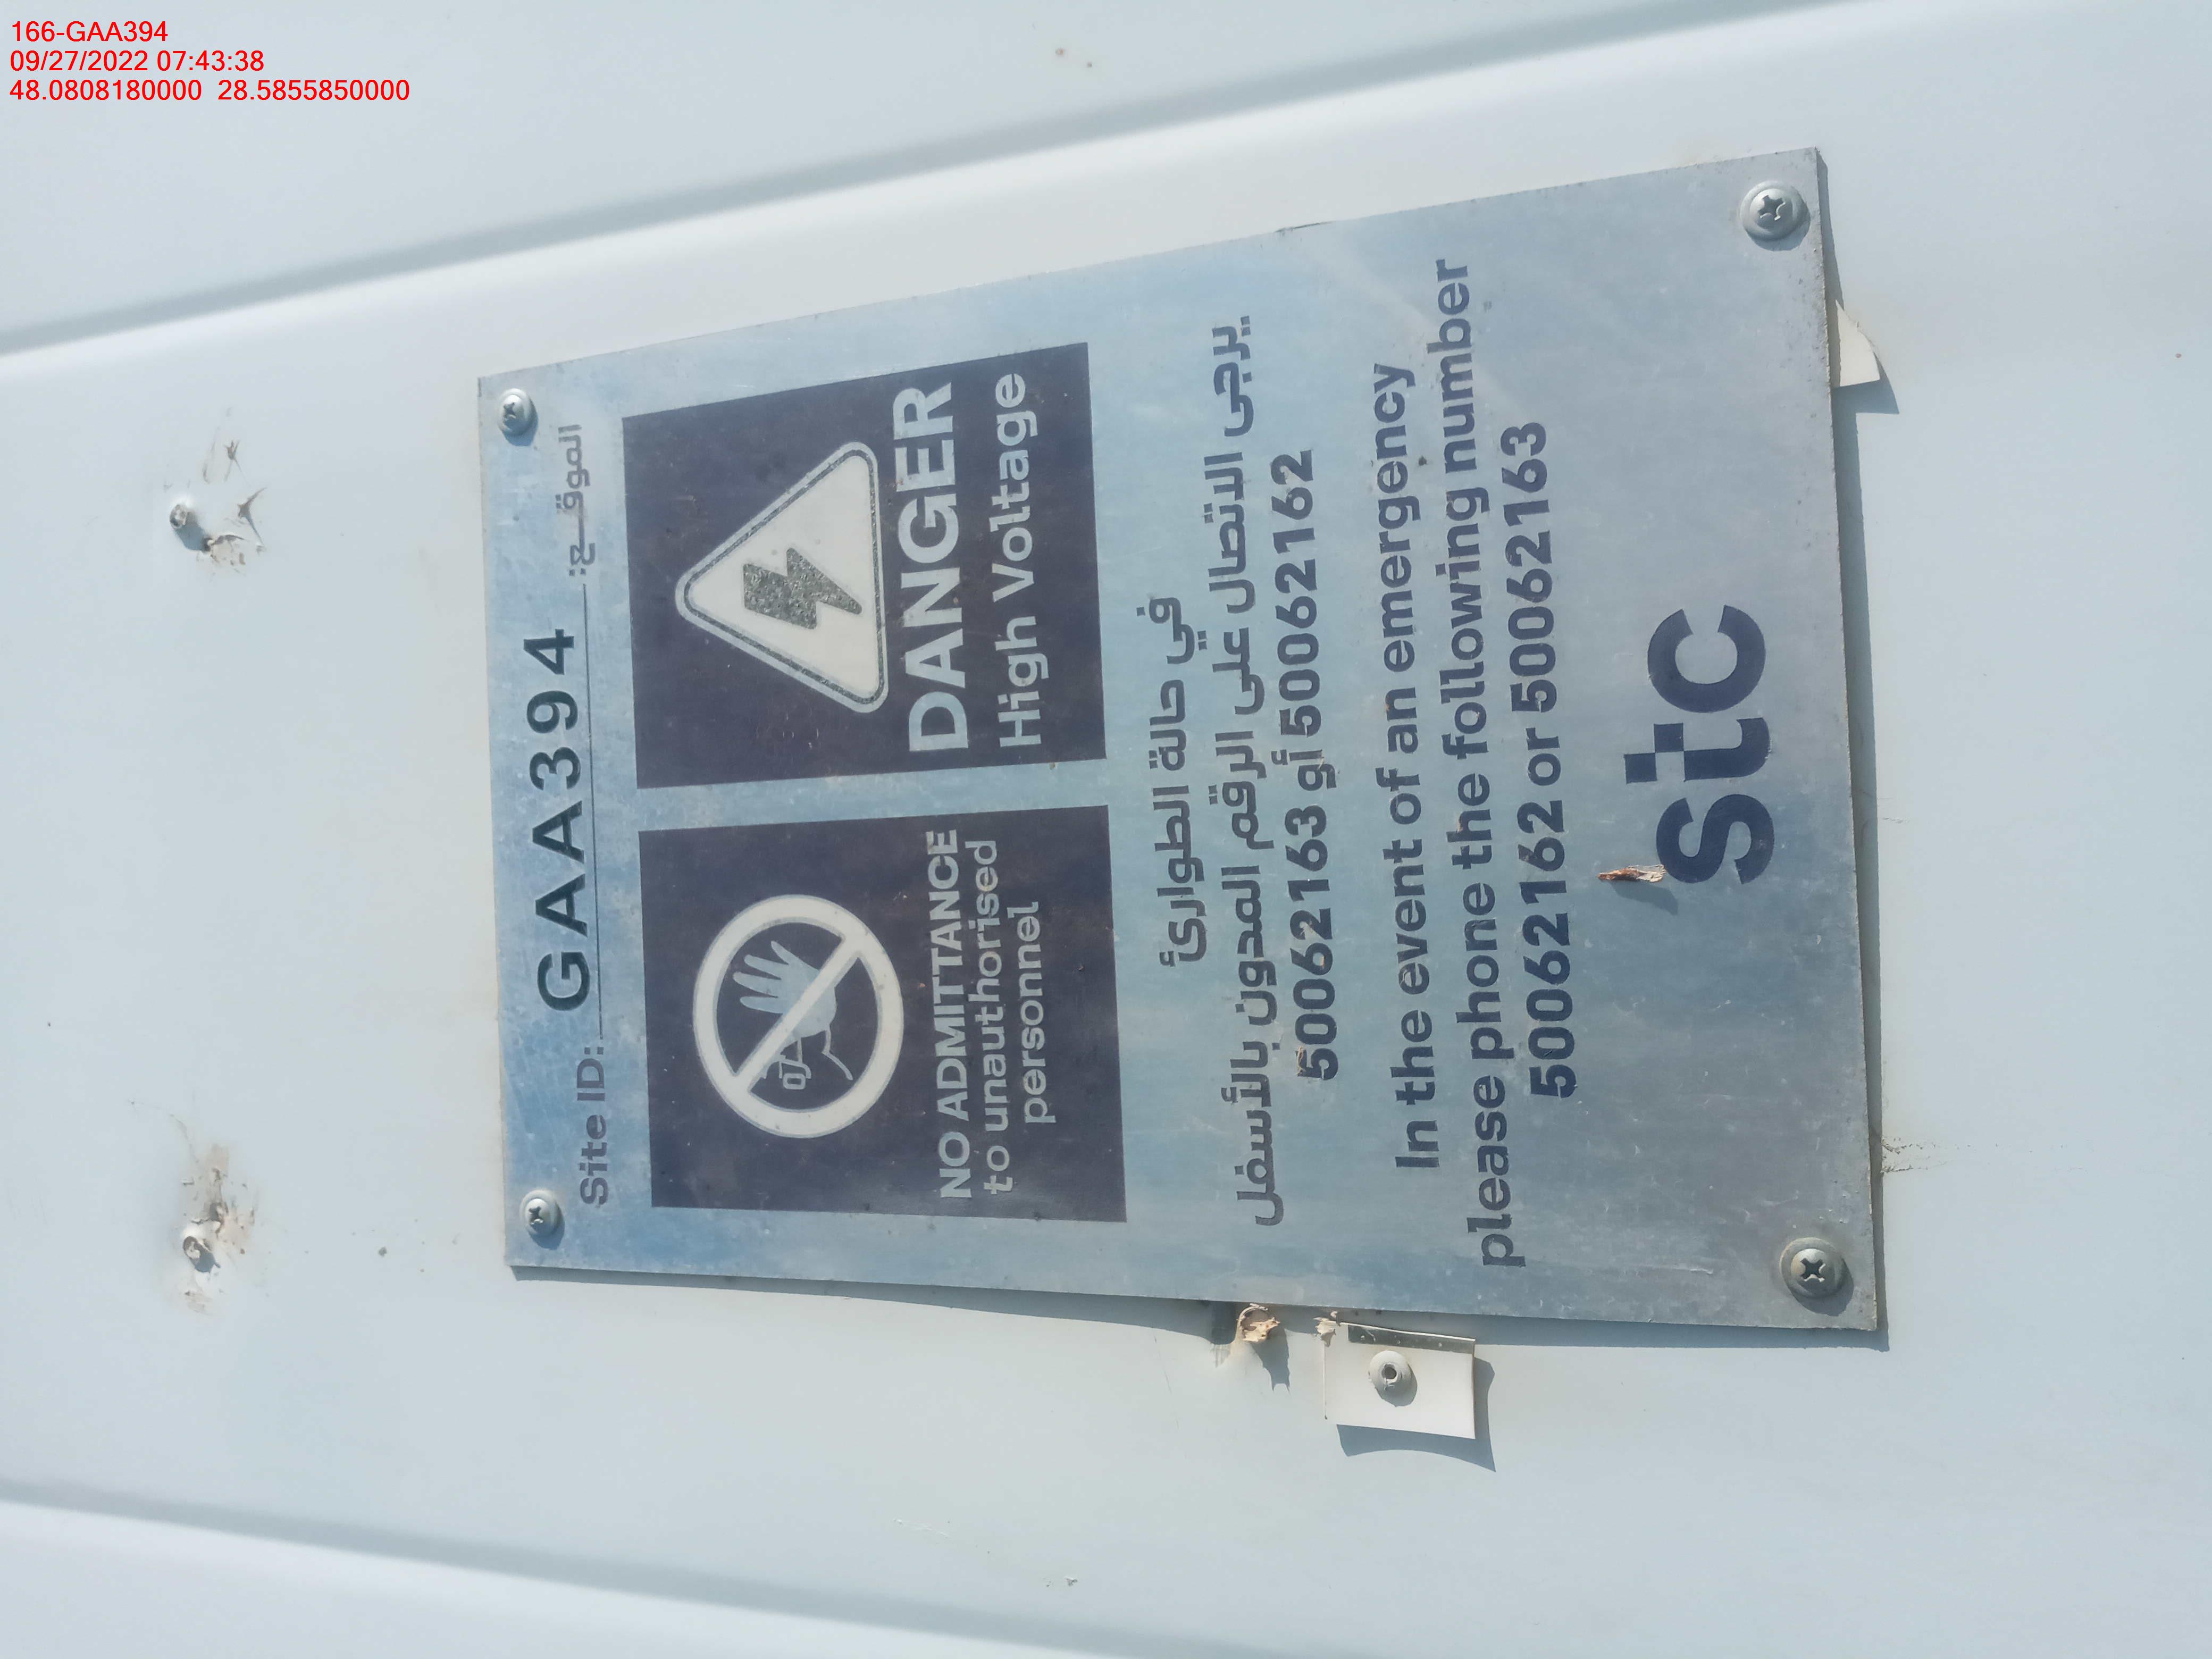 166-GAA394
09/27/2022 07:43:38
48.0808180000 28.5855850000
Site ID: GAA394 الموقع:
NO ADMITTANCE
to unauthorised
personnel
DANGER
High Voltage
في حالة الطوارئ
يرجى الاتصال على الرقم المدون بالأسفل
50062163 أو 50062162
In the event of an emergency
please phone the following number
50062162 or 50062163
stc